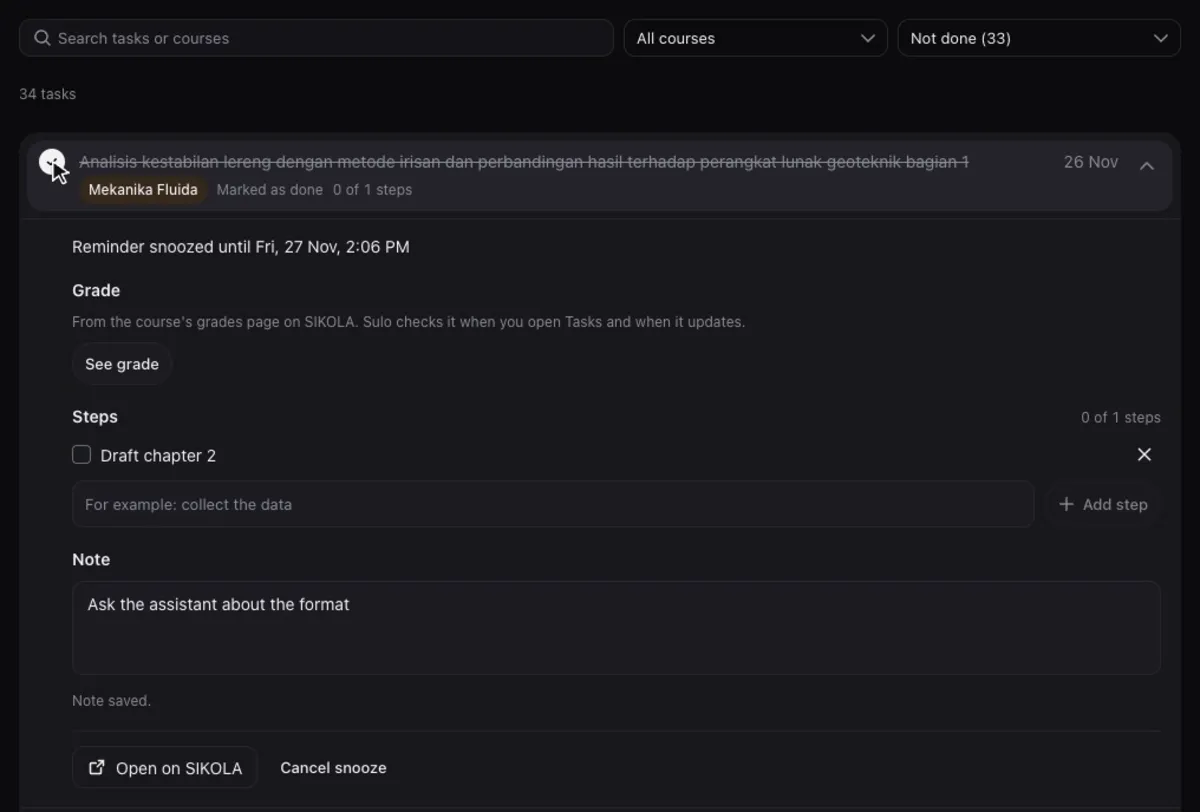 Search tasks or courses
All courses
Not done (33)
34 tasks
Analisis kestabilan lereng dengan metode irisan dan perbandingan hasil terhadap perangkat lunak geoteknik bagian 1
26 Nov
Mekanika Fluida Marked as done 0 of 1 steps
Reminder snoozed until Fri, 27 Nov, 2:06 PM
Grade
From the course's grades page on SIKOLA. Sulo checks it when you open Tasks and when it updates.
See grade
Steps
0 of 1 steps
Draft chapter 2
For example: collect the data
Add step
Note
Ask the assistant about the format
Note saved.
Open on SIKOLA
Cancel snooze